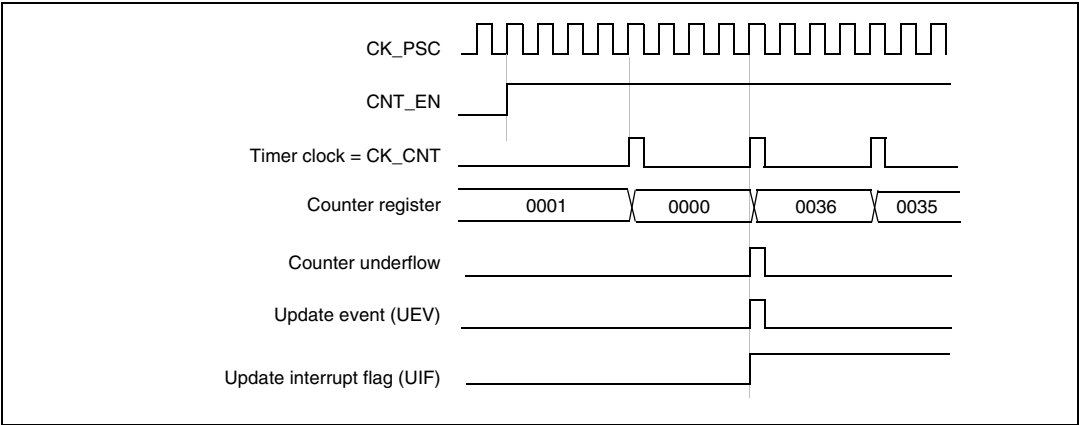 CK_PSC
CNT_EN
Timer clock = CK_CNT
Counter register 0001 0000 0036 0035
Counter underflow
Update event (UEV)
Update interrupt flag (UIF)